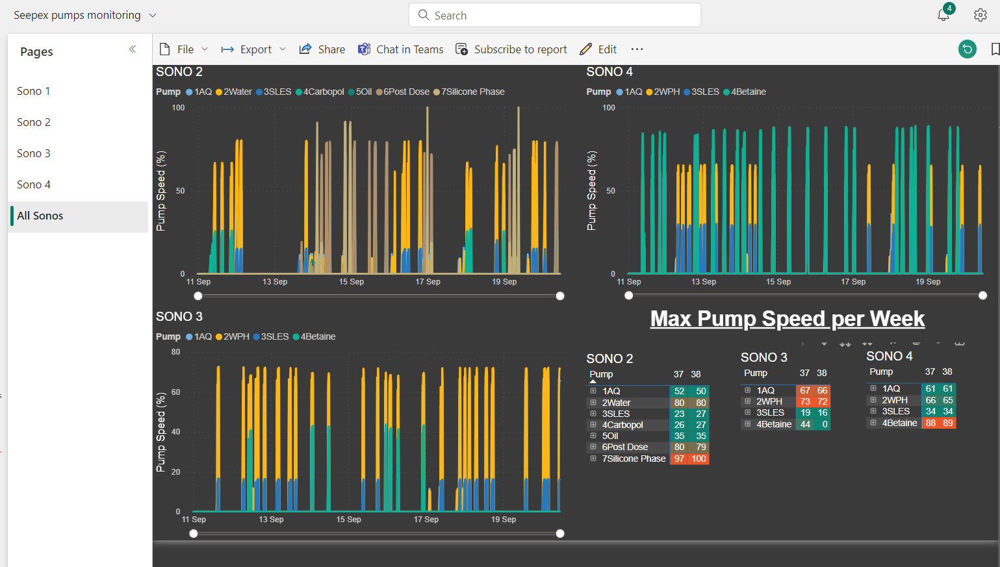 Seepex pumps monitoring
Search
4
Pages
File
Export
Share
Chat in Teams
Subscribe to report
Edit
Sono 1
Sono 2
Sono 3
Sono 4
All Sonos
SONO 2
Pump 1AQ 2Water 3SLES 4Carbopol 5Oil 6Post Dose 7Silicone Phase
Pump Speed (%)
100
50
0
11 Sep 13 Sep 15 Sep 17 Sep 19 Sep
SONO 4
Pump 1AQ 2WPH 3SLES 4Betaine
Pump Speed (%)
100
50
0
11 Sep 13 Sep 15 Sep 17 Sep 19 Sep
SONO 3
Pump 1AQ 2WPH 3SLES 4Betaine
Pump Speed (%)
80
60
40
20
0
11 Sep 13 Sep 15 Sep 17 Sep 19 Sep
Max Pump Speed per Week
SONO 2
Pump 37 38
1AQ 52 50
2Water 80 80
3SLES 23 27
4Carbopol 26 27
5Oil 35 35
6Post Dose 80 79
7Silicone Phase 97 100
SONO 3
Pump 37 38
1AQ 67 66
2WPH 73 72
3SLES 19 16
4Betaine 44 0
SONO 4
Pump 37 38
1AQ 61 61
2WPH 66 65
3SLES 34 34
4Betaine 88 89